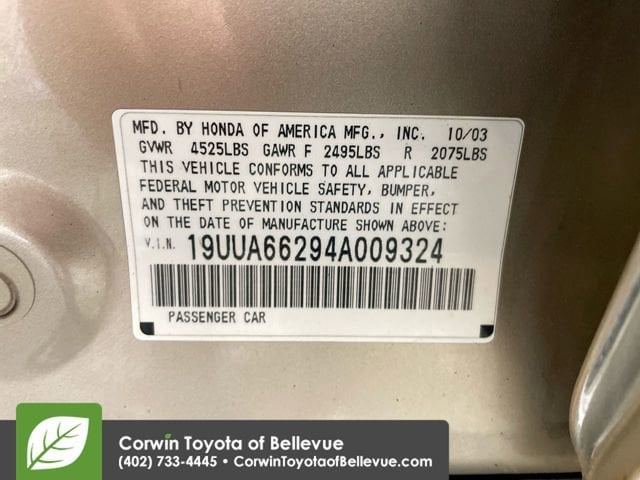 MFD. BY HONDA OF AMERICA MFG., INC. 10/03
GVWR 4525LBS GAWR F 2495LBS R 2075LBS
THIS VEHICLE CONFORMS TO ALL APPLICABLE
FEDERAL MOTOR VEHICLE SAFETY, BUMPER,
AND THEFT PREVENTION STANDARDS IN EFFECT
ON THE DATE OF MANUFACTURE SHOWN ABOVE:
V.I.N. 19UUA66294A009324
PASSENGER CAR
Corwin Toyota of Bellevue
(402) 733-4445 • CorwinToyotaofBellevue.com